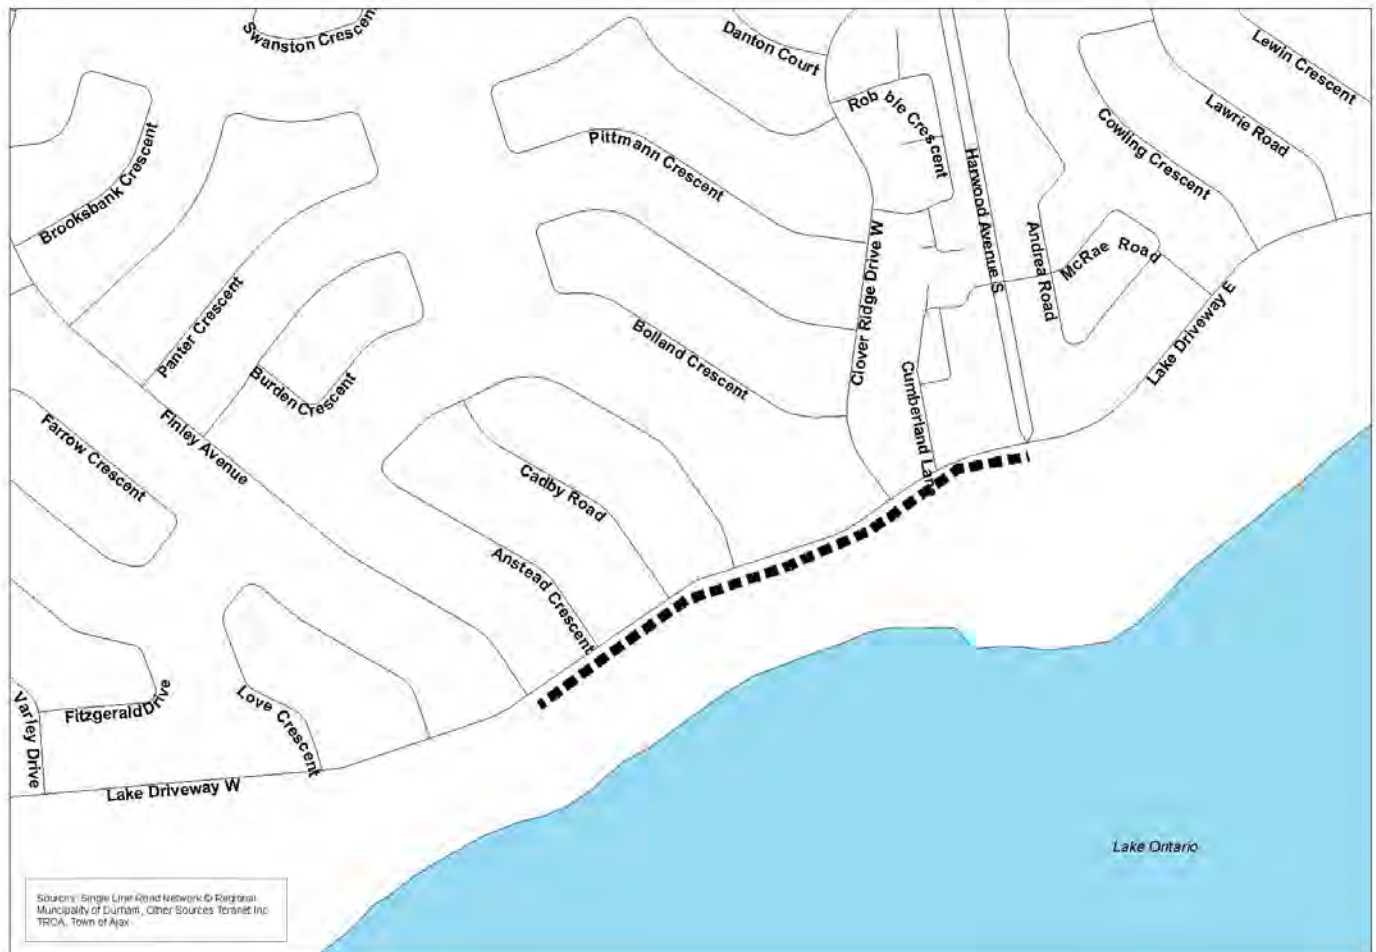 Swanston Crescent
Danton Court
Lewin Crescent
Robble Crescent
Lawrie Road
Cowling Crescent
Pittmann Crescent
Brooksbank Crescent
Harwood Avenue S
Andrea Road
McRae Road
Clover Ridge Drive W
Panter Crescent
Bolland Crescent
Lake Driveway E
Burden Crescent
Cumberland Lane
Farrow Crescent
Finley Avenue
Cadby Road
Anstead Crescent
Varley Drive
Fitzgerald Drive
Love Crescent
Lake Driveway W
Lake Ontario
Sources: Single Line Road Network © Regional
Municipality of Durham, Other Sources Teranet Inc
TRCA, Town of Ajax